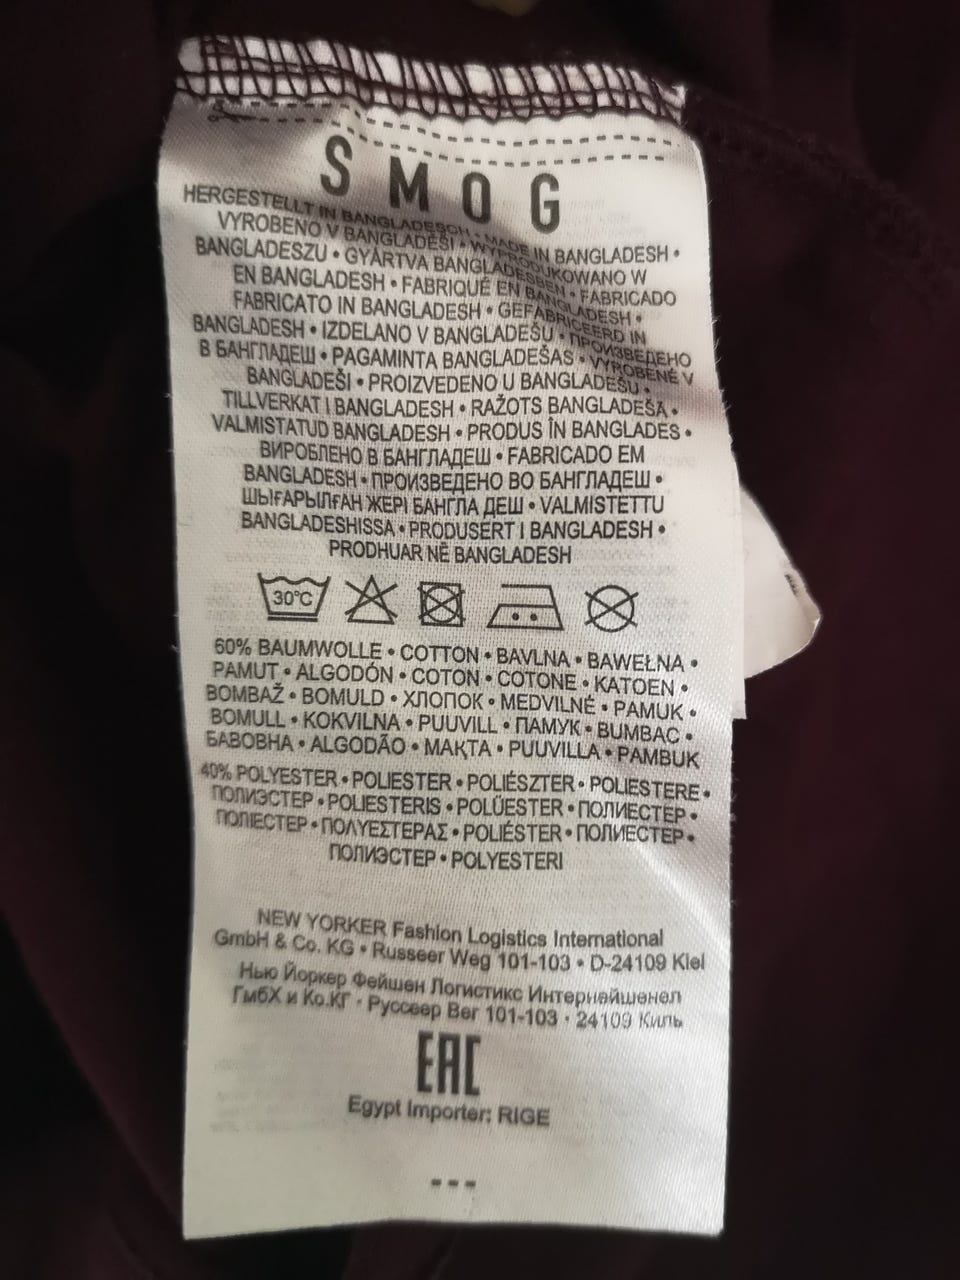 SMOG
HERGESTELLT IN BANGLADESCH • MADE IN BANGLADESH •
VYROBENO V BANGLADÉŠI • WYPRODUKOWANO W
BANGLADESZU • GYÁRTVA BANGLADESBEN • FABRICADO
EN BANGLADESH • FABRIQUÉ EN BANGLADESH •
FABRICATO IN BANGLADESH • GEFABRICEERD IN
BANGLADESH • IZDELANO V BANGLADEŠU • ПРОИЗВЕДЕНО
В БАНГЛАДЕШ • PAGAMINTA BANGLADEŠAS • VYROBENÉ V
BANGLADEŠI • PROIZVEDENO U BANGLADEŠU •
TILLVERKAT I BANGLADESH • RAŽOTS BANGLADEŠĀ •
VALMISTATUD BANGLADESH • PRODUS ÎN BANGLADES •
ВИРОБЛЕНО В БАНГЛАДЕШ • FABRICADO EM
BANGLADESH • ПРОИЗВЕДЕНО ВО БАНГЛАДЕШ •
ШЫҒАРЫЛҒАН ЖЕРІ БАНГЛА ДЕШ • VALMISTETTU
BANGLADESHISSA • PRODUSERT I BANGLADESH •
PRODHUAR NË BANGLADESH
30°C
60% BAUMWOLLE • COTTON • BAVLNA • BAWEŁNA •
PAMUT • ALGODÓN • COTON • COTONE • KATOEN •
BOMBAŽ • BOMULD • ХЛОПОК • MEDVILNÉ • PAMUK •
BOMULL • KOKVILNA • PUUVILL • ПАМУК • BUMBAC •
БАВОВНА • ALGODÃO • МАҚТА • PUUVILLA • PAMBUK
40% POLYESTER • POLIESTER • POLIÉSZTER • POLIESTERE •
ПОЛИЭСТЕР • POLIESTERIS • POLÜESTER • ПОЛИЕСТЕР •
ПОЛІЕСТЕР • ΠΟΛΥΕΣΤΕΡΑΣ • POLIÉSTER • ПОЛИЕСТЕР •
ПОЛИЭСТЕР • POLYESTERI
NEW YORKER Fashion Logistics International
GmbH & Co. KG • Russeer Weg 101-103 • D-24109 Kiel
Нью Йоркер Фейшен Логистикс Интернейшенел
ГмбХ и Ко.КГ • Руссеер Вег 101-103 • 24109 Киль
EAC
Egypt Importer: RIGE
---